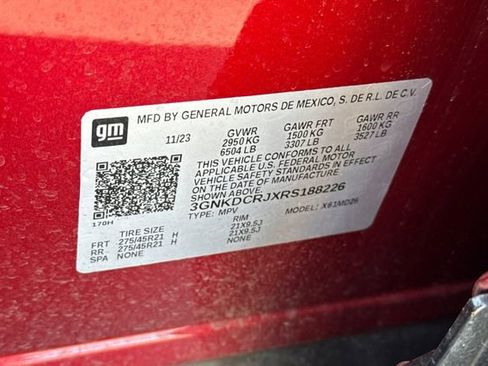 gm
MFD BY GENERAL MOTORS DE MEXICO, S. DE R.L. DE C.V.
11/23 GVWR GAWR FRT GAWR RR
2950 KG 1500 KG 1600 KG
6504 LB 3307 LB 3527 LB
THIS VEHICLE CONFORMS TO ALL
APPLICABLE U.S. FEDERAL MOTOR
VEHICLE SAFETY STANDARDS IN
EFFECT ON THE DATE OF
MANUFACTURE SHOWN ABOVE.
3GNKDCRJXRS188226
TYPE: MPV MODEL: X61MD26
170H
TIRE SIZE RIM
FRT 275/45R21 H 21X9.5J
RR 275/45R21 H 21X9.5J
SPA NONE NONE